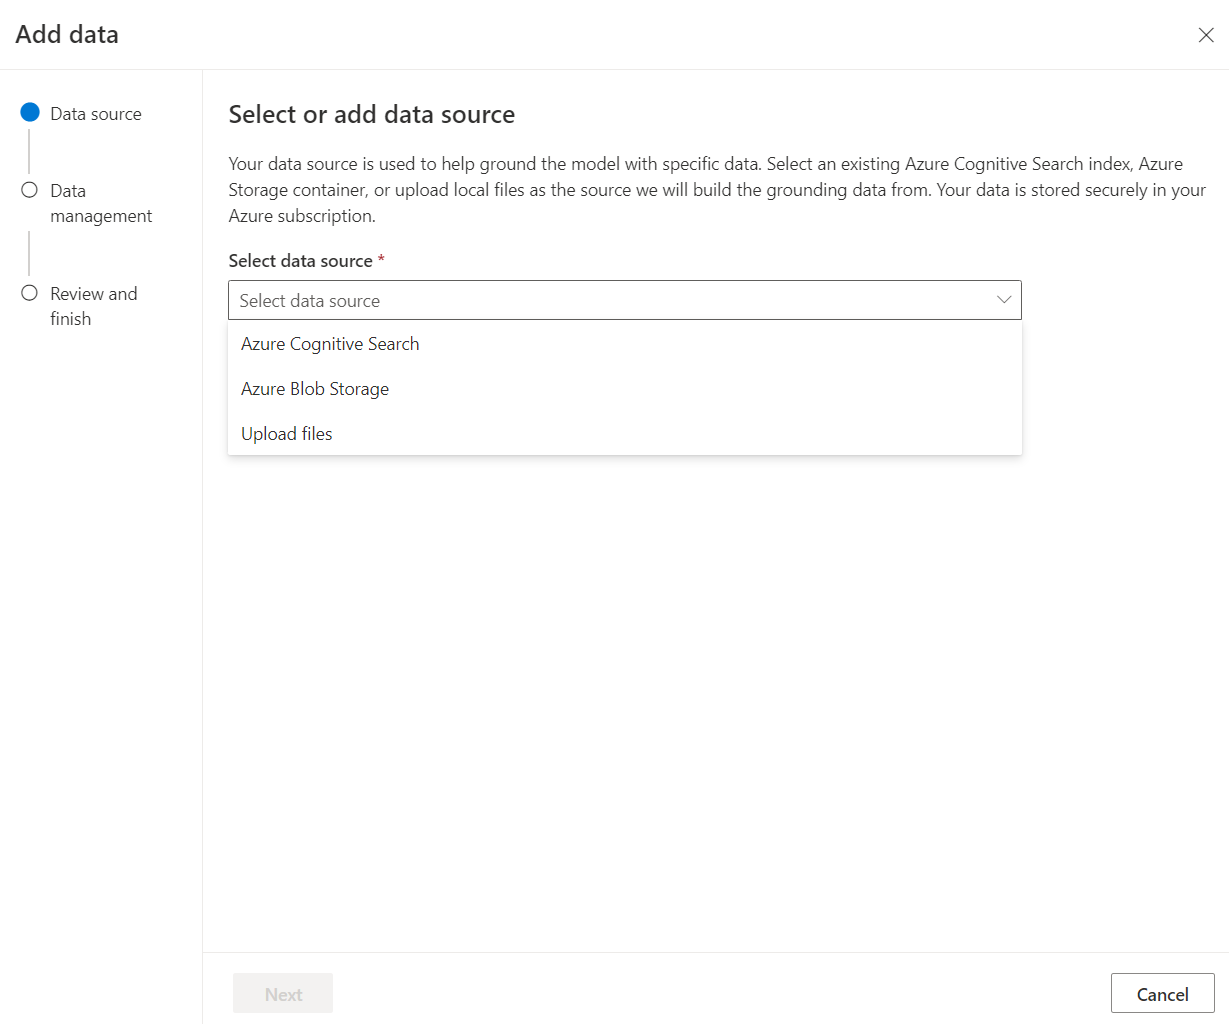 Add data
Data source
Data
management
Review and
finish
Select or add data source
Your data source is used to help ground the model with specific data. Select an existing Azure Cognitive Search index, Azure
Storage container, or upload local files as the source we will build the grounding data from. Your data is stored securely in your
Azure subscription.
Select data source *
Select data source
Azure Cognitive Search
Azure Blob Storage
Upload files
Next
Cancel